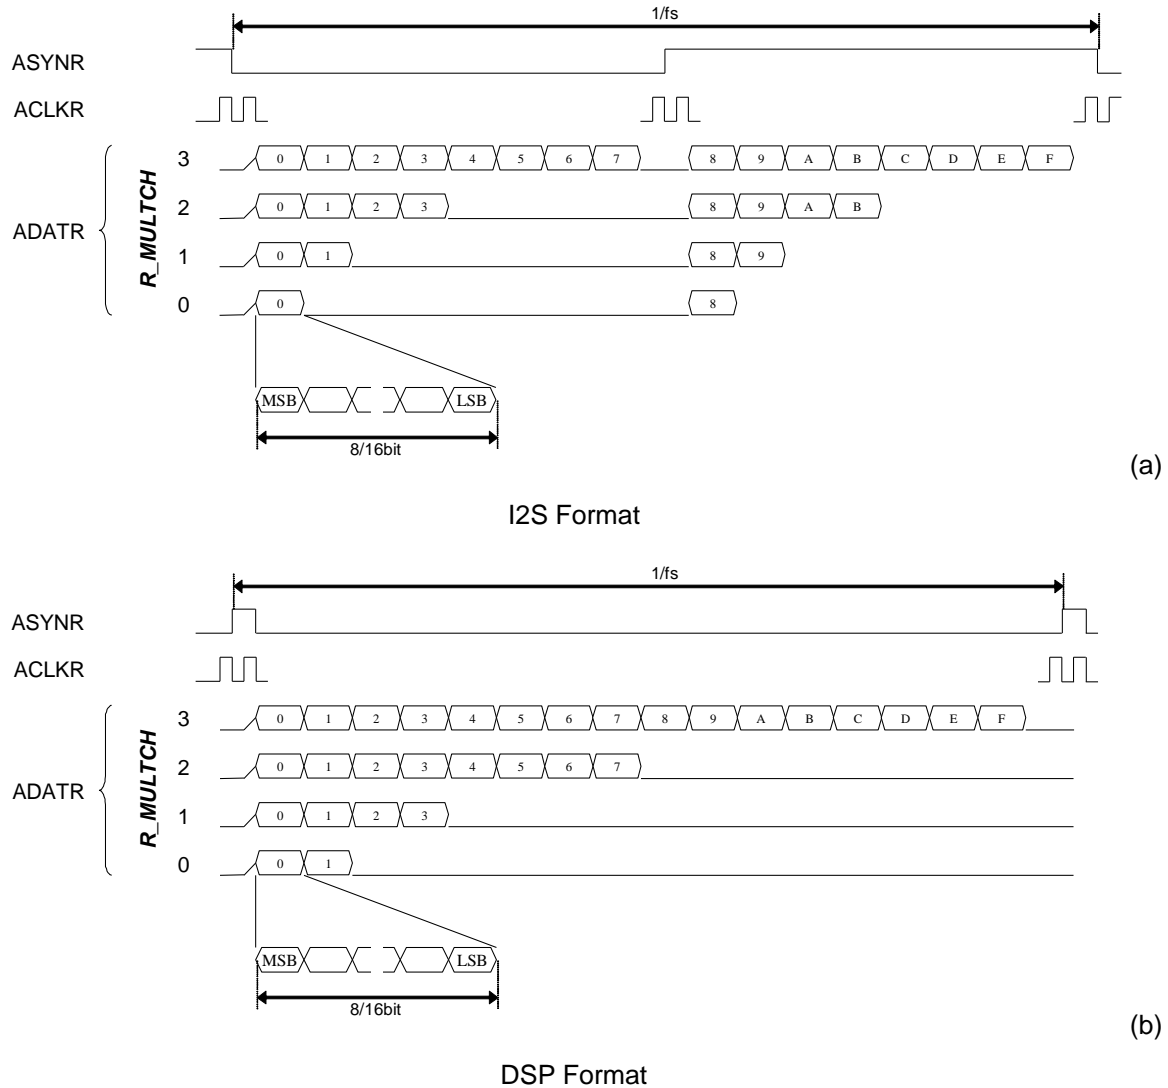 1/fs
ASYNR
ACLKR
ADATR
R_MULTCH
3 0 1 2 3 4 5 6 7 8 9 A B C D E F
2 0 1 2 3 8 9 A B
1 0 1 8 9
0 0 8
MSB LSB
8/16bit
(a)
I2S Format
1/fs
ASYNR
ACLKR
ADATR
R_MULTCH
3 0 1 2 3 4 5 6 7 8 9 A B C D E F
2 0 1 2 3 4 5 6 7
1 0 1 2 3
0 0 1
MSB LSB
8/16bit
(b)
DSP Format